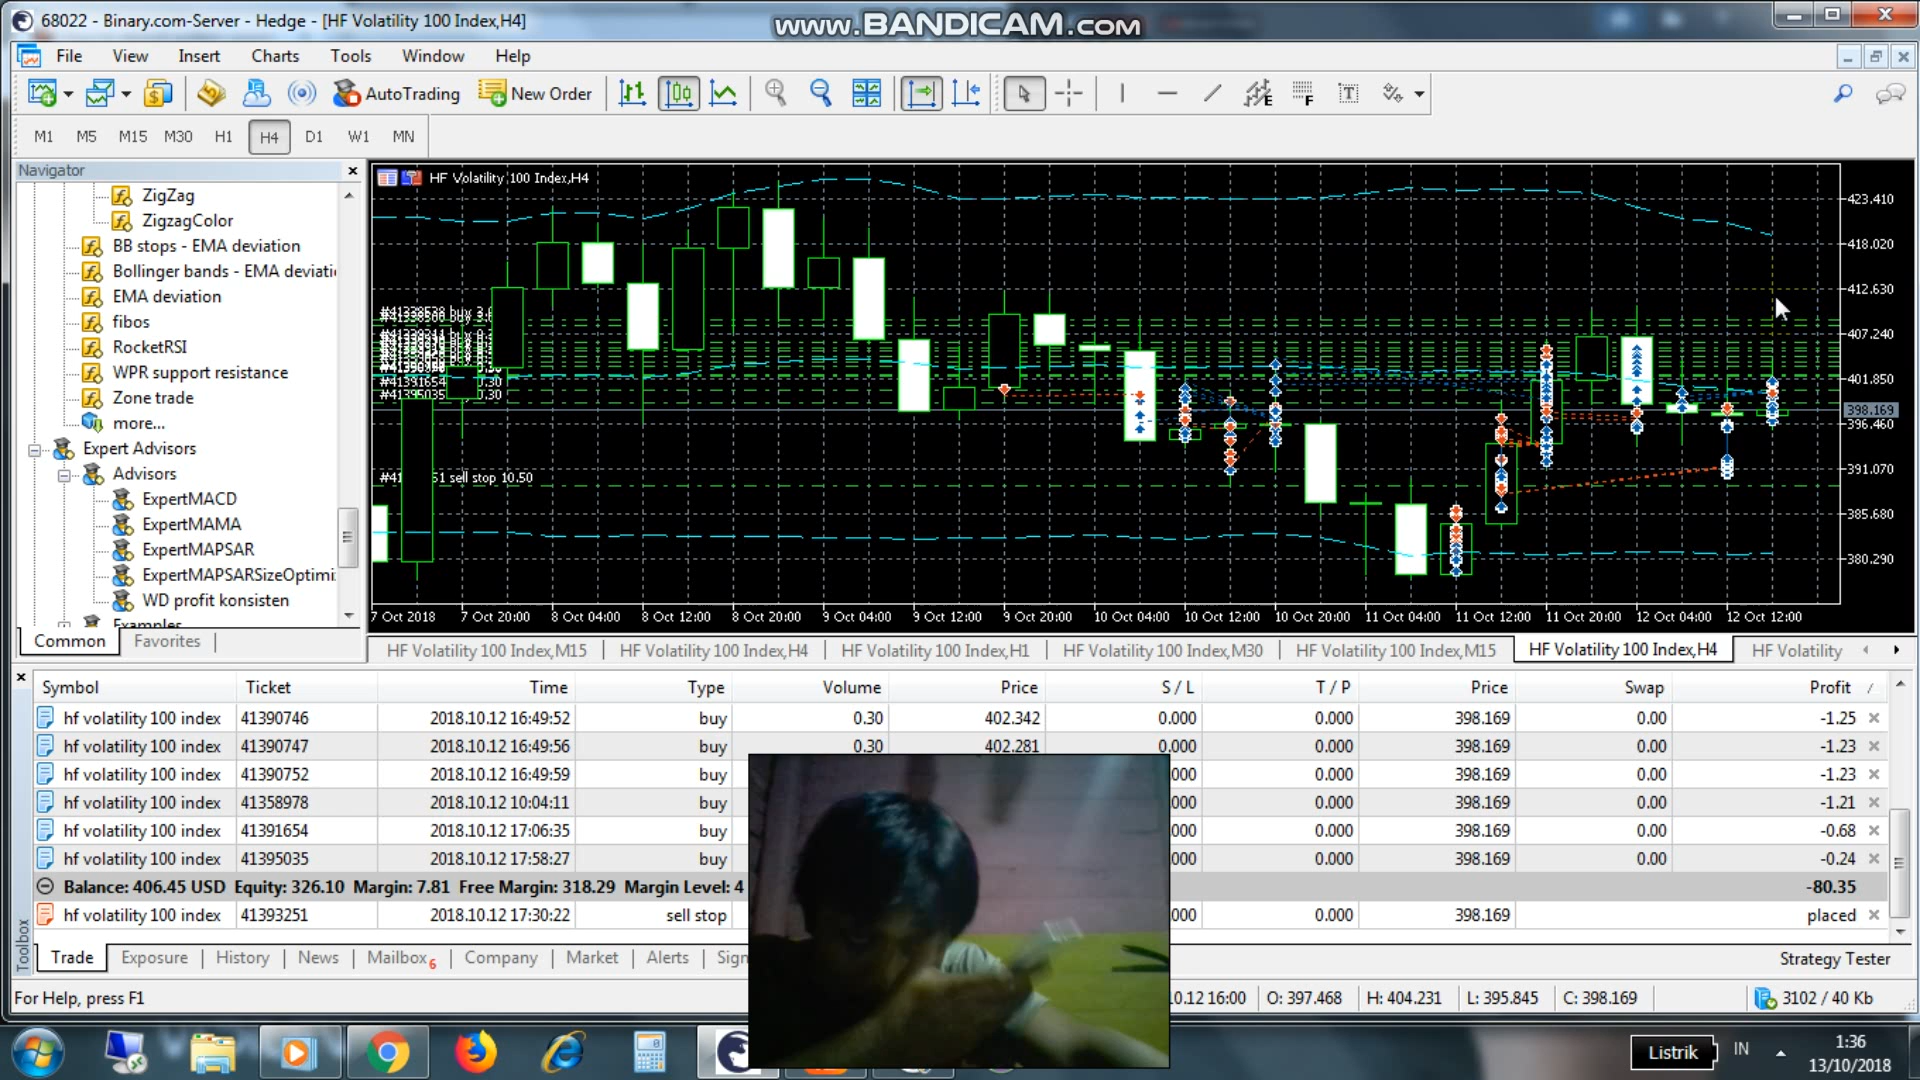 68022 - Binary.com-Server - Hedge - [HF Volatility 100 Index,H4]
www.BANDICAM.com
File View Insert Charts Tools Window Help
AutoTrading New Order
M1 M5 M15 M30 H1 H4 D1 W1 MN
Navigator
ZigZag
ZigzagColor
BB stops - EMA deviation
Bollinger bands - EMA deviati
EMA deviation
fibos
RocketRSI
WPR support resistance
Zone trade
more...
Expert Advisors
Advisors
ExpertMACD
ExpertMAMA
ExpertMAPSAR
ExpertMAPSARSizeOptimi
WD profit konsisten
Examples
Common Favorites
HF Volatility 100 Index,H4
#41391654
#41395035
0.30
sell stop 10.50
423.410
418.020
412.630
407.240
401.850
398.169
396.460
391.070
385.680
380.290
7 Oct 2018 7 Oct 20:00 8 Oct 04:00 8 Oct 12:00 8 Oct 20:00 9 Oct 04:00 9 Oct 12:00 9 Oct 20:00 10 Oct 04:00 10 Oct 12:00 10 Oct 20:00 11 Oct 04:00 11 Oct 12:00 11 Oct 20:00 12 Oct 04:00 12 Oct 12:00
HF Volatility 100 Index,M15 HF Volatility 100 Index,H4 HF Volatility 100 Index,H1 HF Volatility 100 Index,M30 HF Volatility 100 Index,M15 HF Volatility 100 Index,H4 HF Volatility
Symbol Ticket Time Type Volume Price S / L T / P Price Swap Profit
hf volatility 100 index 41390746 2018.10.12 16:49:52 buy 0.30 402.342 0.000 0.000 398.169 0.00 -1.25
hf volatility 100 index 41390747 2018.10.12 16:49:56 buy 0.30 402.281 0.000 0.000 398.169 0.00 -1.23
hf volatility 100 index 41390752 2018.10.12 16:49:59 buy .000 0.000 398.169 0.00 -1.23
hf volatility 100 index 41358978 2018.10.12 10:04:11 buy .000 0.000 398.169 0.00 -1.21
hf volatility 100 index 41391654 2018.10.12 17:06:35 buy .000 0.000 398.169 0.00 -0.68
hf volatility 100 index 41395035 2018.10.12 17:58:27 buy .000 0.000 398.169 0.00 -0.24
Balance: 406.45 USD Equity: 326.10 Margin: 7.81 Free Margin: 318.29 Margin Level: 4 -80.35
hf volatility 100 index 41393251 2018.10.12 17:30:22 sell stop .000 0.000 398.169 placed
Toolbox
Trade Exposure History News Mailbox 6 Company Market Alerts Sign Strategy Tester
For Help, press F1 10.12 16:00 O: 397.468 H: 404.231 L: 395.845 C: 398.169 3102 / 40 Kb
Listrik IN 1:36
13/10/2018